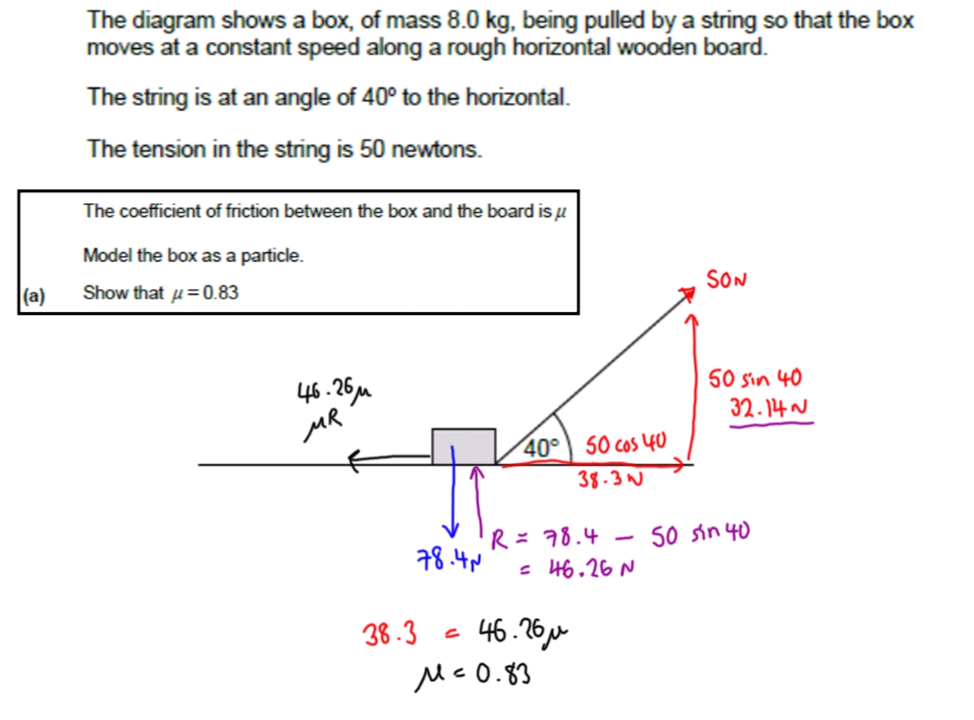 The diagram shows a box, of mass 8.0 kg, being pulled by a string so that the box
moves at a constant speed along a rough horizontal wooden board.
The string is at an angle of 40º to the horizontal.
The tension in the string is 50 newtons.
The coefficient of friction between the box and the board is μ
Model the box as a particle.
(a) Show that μ = 0.83
50N
50 sin 40
32.14N
46.26μ
μR
40°
50 cos 40
38.3N
78.4N
R = 78.4 - 50 sin 40
= 46.26 N
38.3 = 46.26μ
μ = 0.83